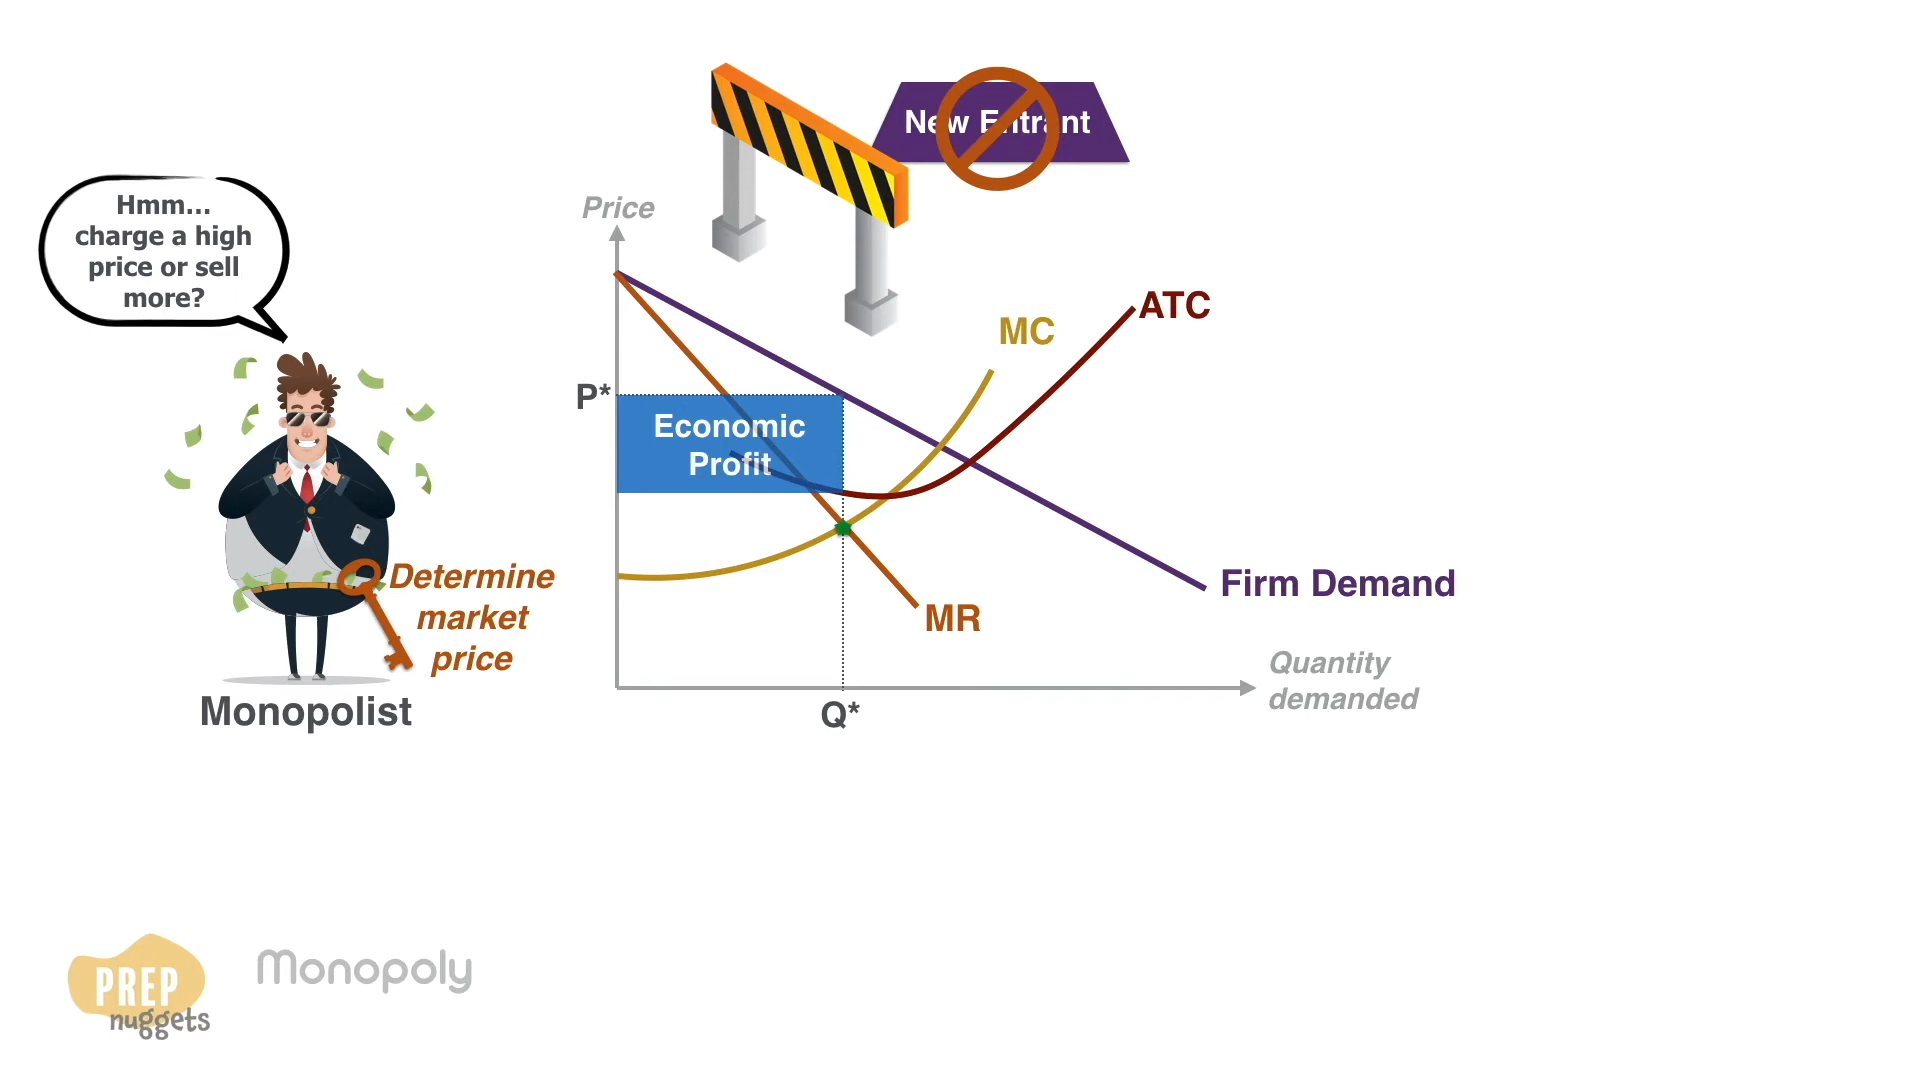 New Entrant
Hmm...
charge a high
price or sell
more?
Price
ATC
MC
P*
Economic
Profit
Determine
market
price
Firm Demand
MR
Quantity
demanded
Monopolist
Q*
PREP
nuggets
Monopoly